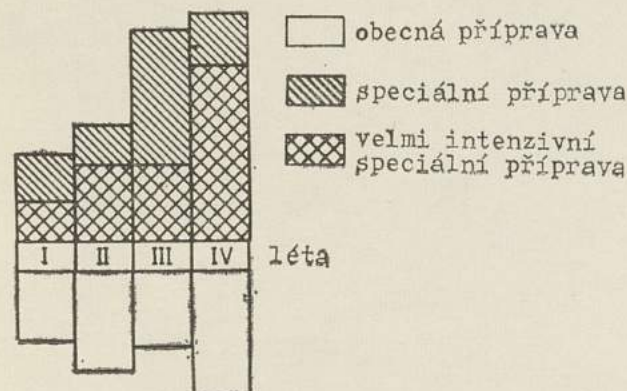 obecná příprava
speciální příprava
velmi intenzivní
speciální příprava
I II III IV léta